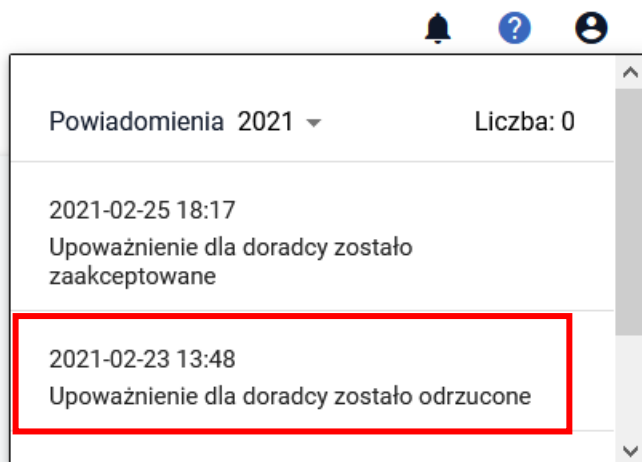 ?
Powiadomienia 2021 Liczba: 0
2021-02-25 18:17
Upoważnienie dla doradcy zostało
zaakceptowane
2021-02-23 13:48
Upoważnienie dla doradcy zostało odrzucone